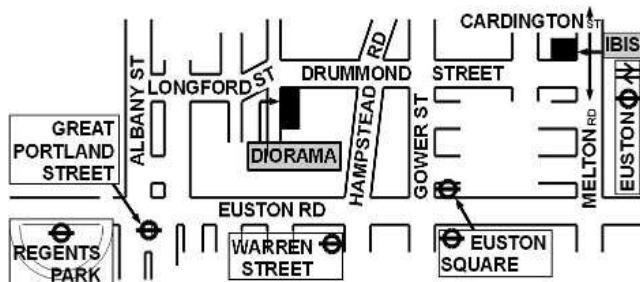 CARDINGTON ST
IBIS
LONGFORD ST
DRUMMOND STREET
ALBANY ST
HAMPSTEAD RD
GOWER ST
MELTON RD
EUSTON
GREAT
PORTLAND
STREET
DIORAMA
EUSTON RD
REGENTS
PARK
WARREN
STREET
EUSTON
SQUARE